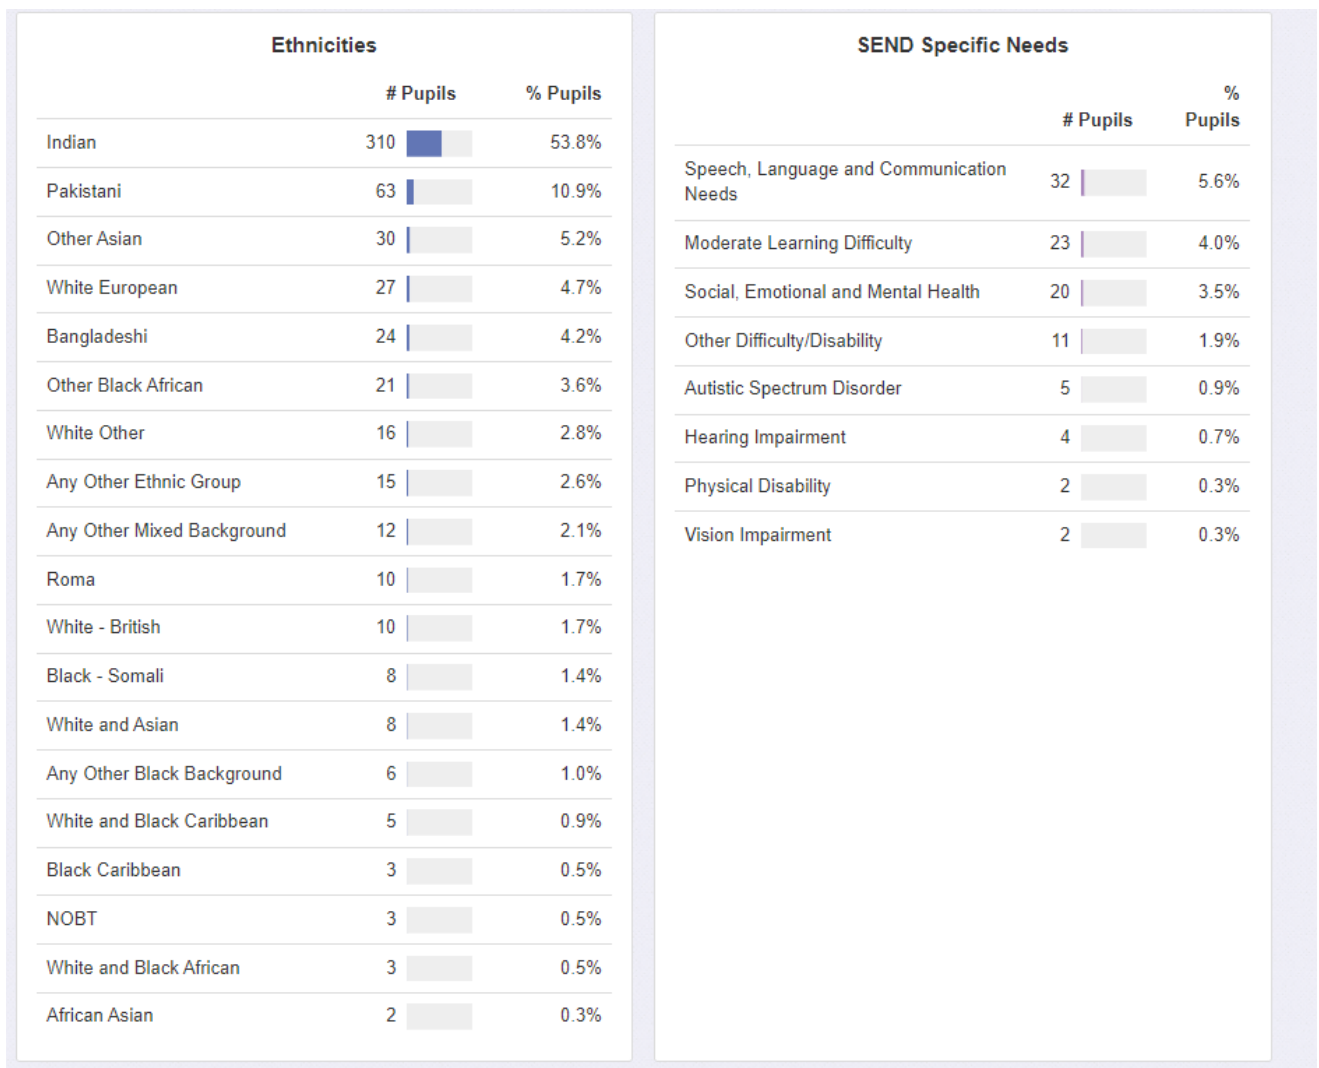 Ethnicities
# Pupils % Pupils
Indian 310 53.8%
Pakistani 63 10.9%
Other Asian 30 5.2%
White European 27 4.7%
Bangladeshi 24 4.2%
Other Black African 21 3.6%
White Other 16 2.8%
Any Other Ethnic Group 15 2.6%
Any Other Mixed Background 12 2.1%
Roma 10 1.7%
White - British 10 1.7%
Black - Somali 8 1.4%
White and Asian 8 1.4%
Any Other Black Background 6 1.0%
White and Black Caribbean 5 0.9%
Black Caribbean 3 0.5%
NOBT 3 0.5%
White and Black African 3 0.5%
African Asian 2 0.3%
SEND Specific Needs
%
# Pupils Pupils
Speech, Language and Communication
Needs 32 5.6%
Moderate Learning Difficulty 23 4.0%
Social, Emotional and Mental Health 20 3.5%
Other Difficulty/Disability 11 1.9%
Autistic Spectrum Disorder 5 0.9%
Hearing Impairment 4 0.7%
Physical Disability 2 0.3%
Vision Impairment 2 0.3%